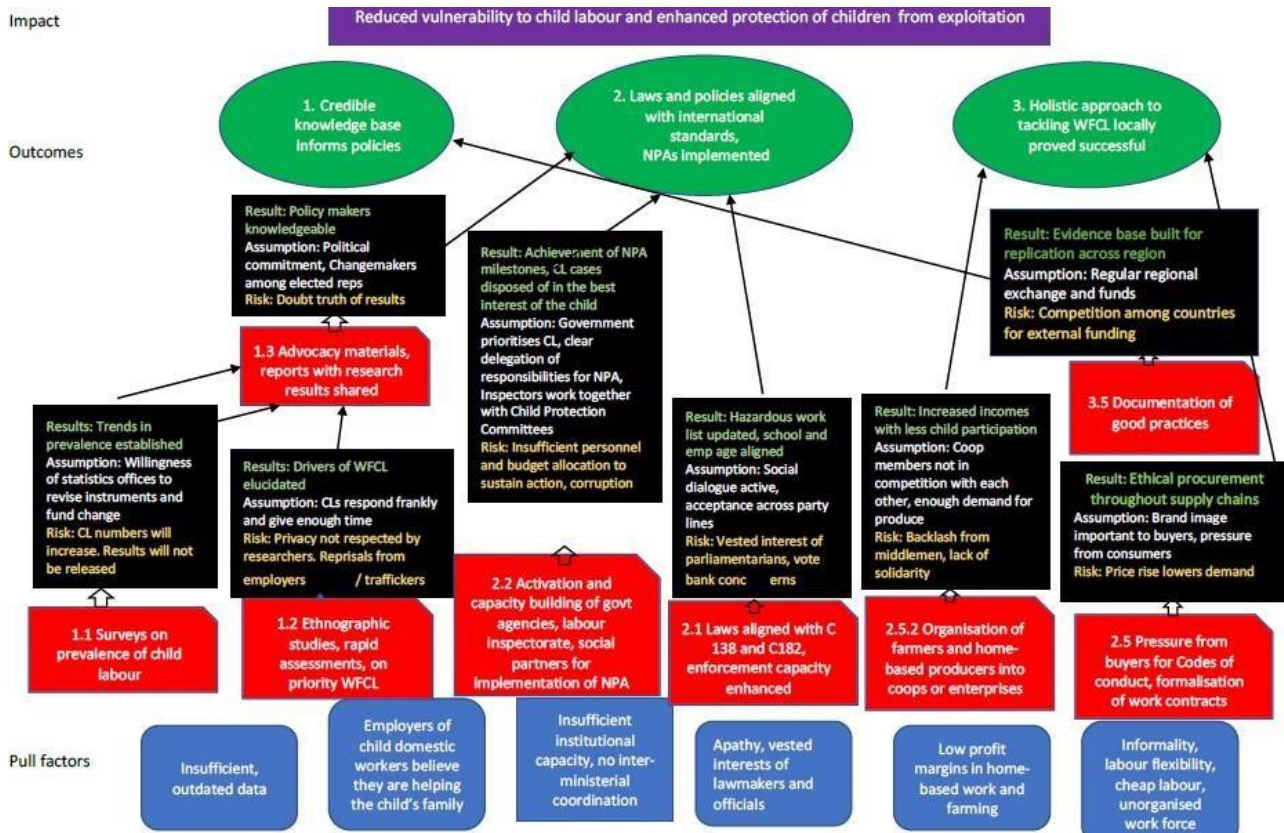 Impact
Reduced vulnerability to child labour and enhanced protection of children from exploitation
Outcomes
1. Credible
knowledge base
informs policies
2. Laws and policies aligned
with international
standards,
NPAs implemented
3. Holistic approach to
tackling WFCL locally
proved successful
Result: Policy makers
knowledgeable
Assumption: Political
commitment, Changemakers
among elected reps
Risk: Doubt truth of results
1.3 Advocacy materials,
reports with research
results shared
Result: Achievement of NPA
milestones, CL cases
disposed of in the best
interest of the child
Assumption: Government
prioritises CL, clear
delegation of
responsibilities for NPA,
Inspectors work together
with Child Protection
Committees
Risk: Insufficient personnel
and budget allocation to
sustain action, corruption
Result: Evidence base built for
replication across region
Assumption: Regular regional
exchange and funds
Risk: Competition among countries
for external funding
3.5 Documentation of
good practices
Results: Trends in
prevalence established
Assumption: Willingness
of statistics offices to
revise instruments and
fund change
Risk: CL numbers will
increase. Results will not
be released
Results: Drivers of WFCL
elucidated
Assumption: CLs respond frankly
and give enough time
Risk: Privacy not respected by
researchers. Reprisals from
employers / traffickers
Result: Hazardous work
list updated, school and
emp age aligned
Assumption: Social
dialogue active,
acceptance across party
lines
Risk: Vested interest of
parliamentarians, vote
bank conc erns
Result: Increased incomes
with less child participation
Assumption: Coop
members not in
competition with each
other, enough demand for
produce
Risk: Backlash from
middlemen, lack of
solidarity
Result: Ethical procurement
throughout supply chains
Assumption: Brand image
important to buyers, pressure
from consumers
Risk: Price rise lowers demand
1.1 Surveys on
prevalence of child
labour
1.2 Ethnographic
studies, rapid
assessments, on
priority WFCL
2.2 Activation and
capacity building of govt
agencies, labour
inspectorate, social
partners for
implementation of NPA
2.1 Laws aligned with C
138 and C182,
enforcement capacity
enhanced
2.5.2 Organisation of
farmers and home-
based producers into
coops or enterprises
2.5 Pressure from
buyers for Codes of
conduct, formalisation
of work contracts
Pull factors
Insufficient,
outdated data
Employers of
child domestic
workers believe
they are helping
the child's family
Insufficient
institutional
capacity, no inter-
ministerial
coordination
Apathy, vested
interests of
lawmakers and
officials
Low profit
margins in home-
based work and
farming
Informality,
labour flexibility,
cheap labour,
unorganised
work force